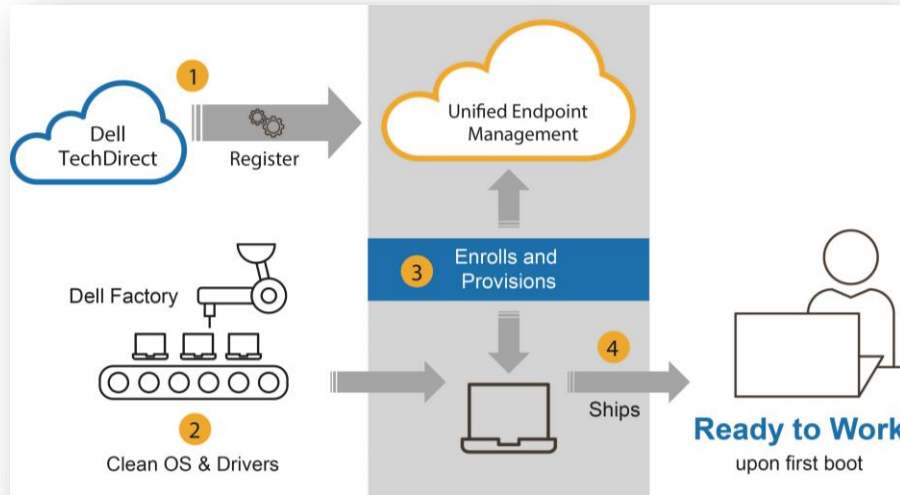 1
Dell
TechDirect
Register
Unified Endpoint
Management
3
Enrolls and
Provisions
Dell Factory
2
Clean OS & Drivers
4
Ships
Ready to Work
upon first boot